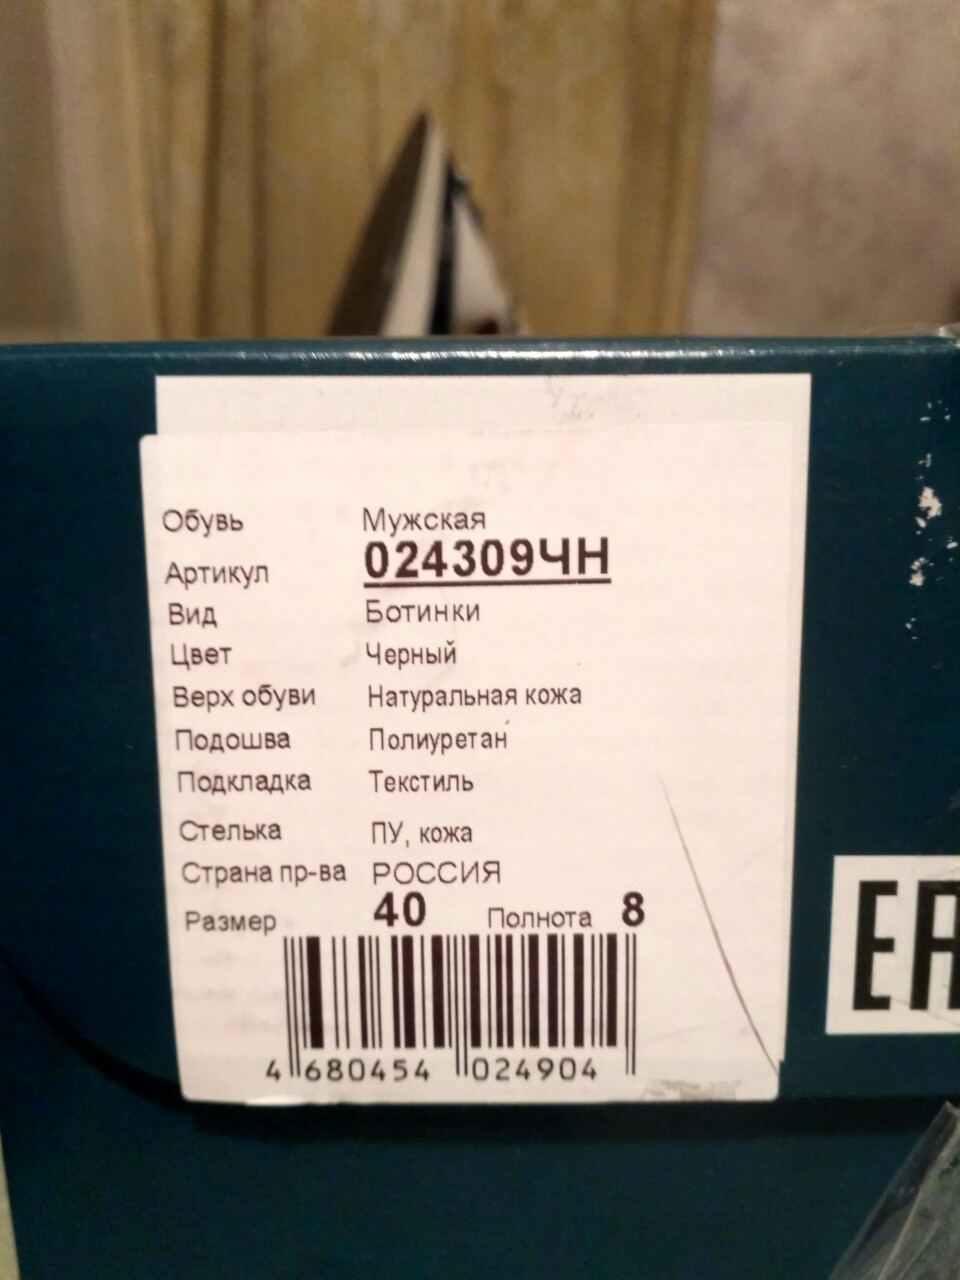 Обувь Мужская
Артикул 024309ЧН
Вид Ботинки
Цвет Черный
Верх обуви Натуральная кожа
Подошва Полиуретан
Подкладка Текстиль
Стелька ПУ, кожа
Страна пр-ва РОССИЯ
Размер 40 Полнота 8
4 680454 024904
EA